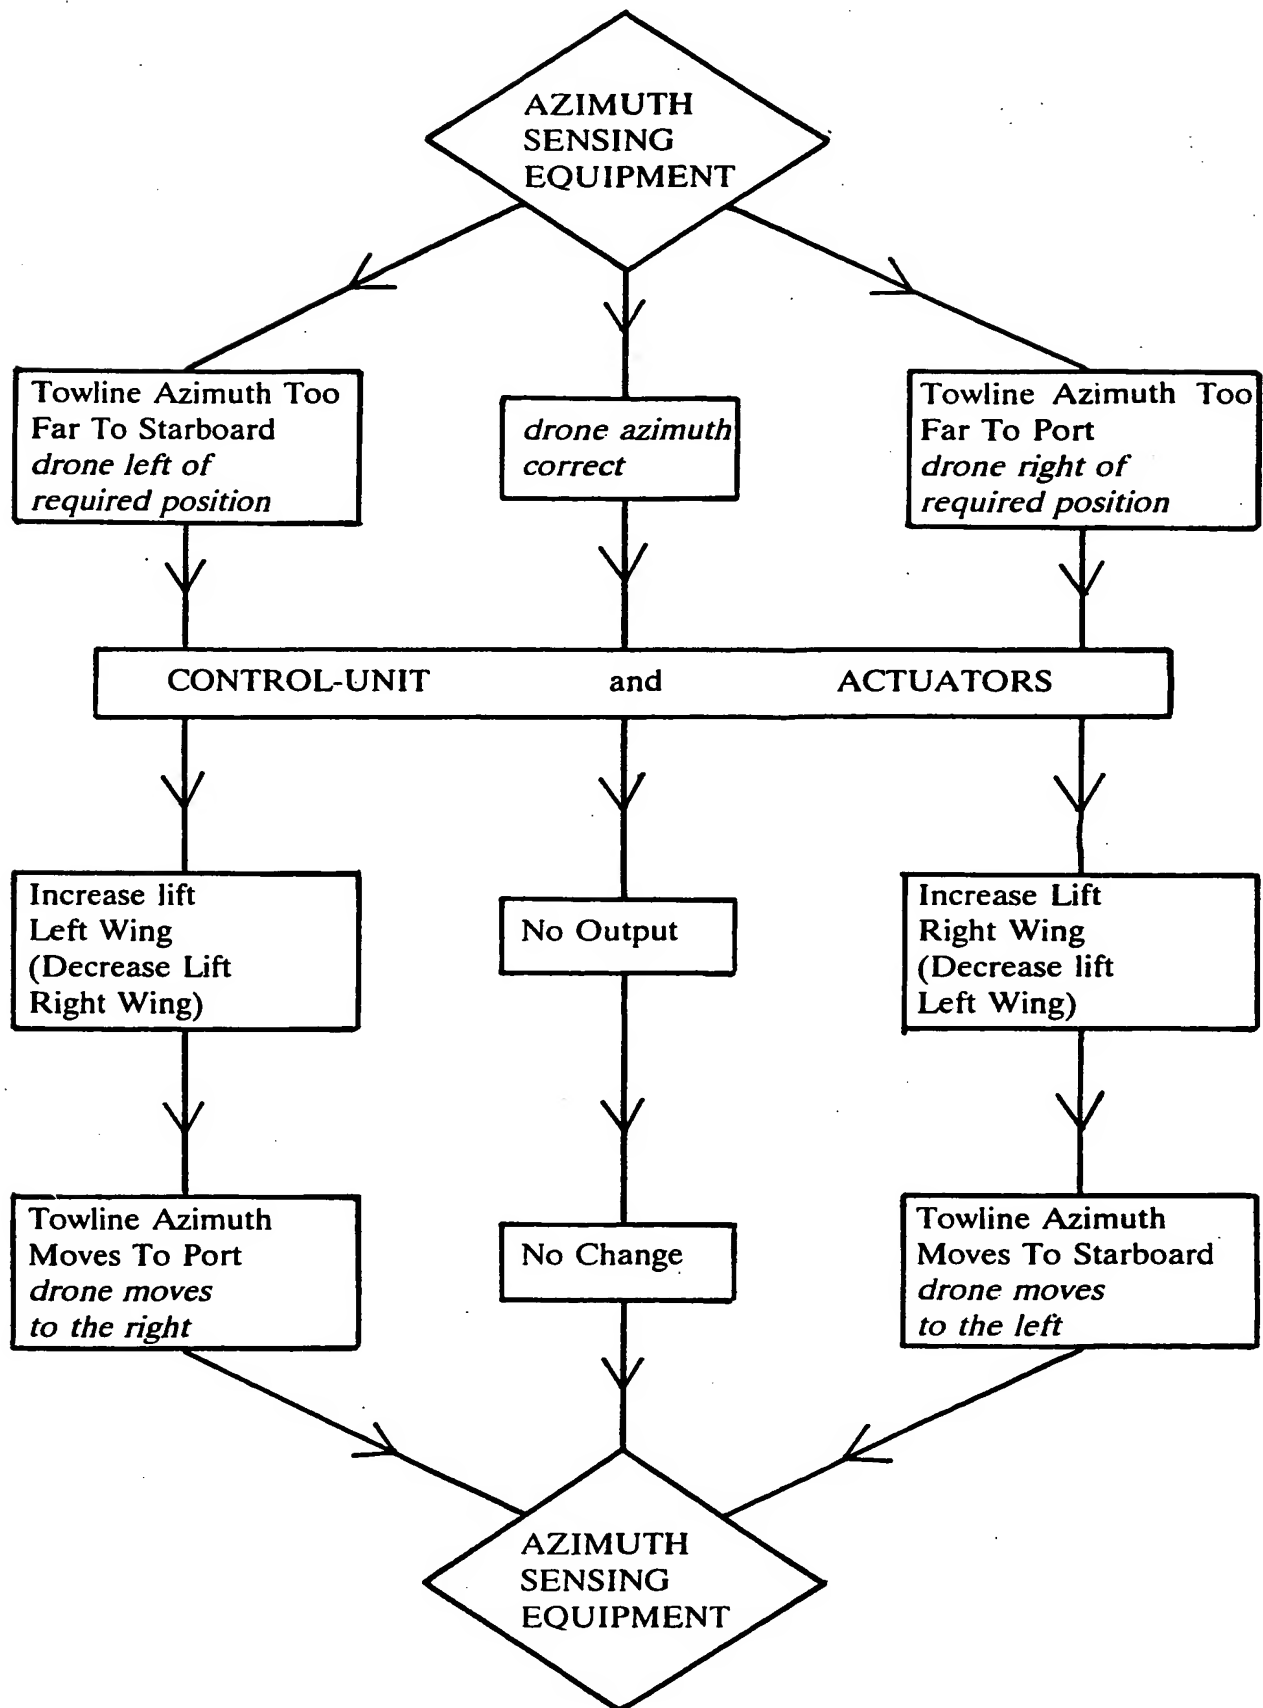 AZIMUTH
SENSING
EQUIPMENT
Towline Azimuth Too
Far To Starboard
drone left of
required position
drone azimuth
correct
Towline Azimuth Too
Far To Port
drone right of
required position
CONTROL-UNIT and ACTUATORS
Increase lift
Left Wing
(Decrease Lift
Right Wing)
No Output
Increase Lift
Right Wing
(Decrease lift
Left Wing)
Towline Azimuth
Moves To Port
drone moves
to the right
No Change
Towline Azimuth
Moves To Starboard
drone moves
to the left
AZIMUTH
SENSING
EQUIPMENT